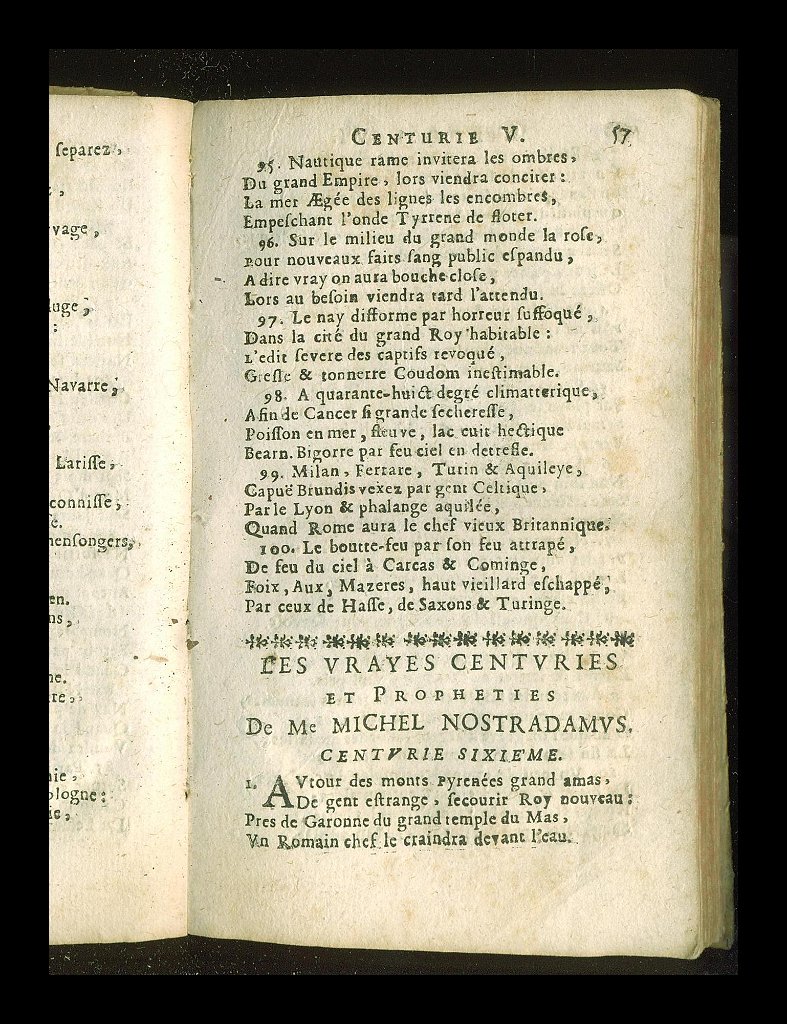 separez,
vage,
Navarre;
Larisse,
connisse;
mensongers,
CENTURIE V. 57
95. Nautique rame invitera les ombres,
Du grand Empire, lors viendra conciter:
La mer Ægée des lignes les encombres,
Empeschant l'onde Tyrrene de floter.
96. Sur le milieu du grand monde la rose,
pour nouveaux faits sang public espandu,
A dire vray on aura bouche close,
Lors au besoin viendra tard l'attendu.
97. Le nay difforme par horreur suffoqué,
Dans la cité du grand Roy habitable:
L'edit severe des captifs revoqué,
Gresle & tonnerre Coudom inestimable.
98. A quarante-huict degré climatterique,
Afin de Cancer si grande secheresse,
Poisson en mer, fleuve, lac cuit hectique
Bearn. Bigorre par feu ciel en detresse.
99. Milan, Ferrare, Turin & Aquileye,
Capuë Brundis vexez par gent Celtique,
Par le Lyon & phalange aquilée,
Quand Rome aura le chef vieux Britannique.
100. Le boutte-feu par son feu attrapé,
De feu du ciel à Carcas & Cominge,
Foix, Aux, Mazeres, haut vieillard eschappé,
Par ceux de Hasse, de Saxons & Turinge.
LES VRAYES CENTVRIES
ET PROPHETIES
De Me MICHEL NOSTRADAMVS.
CENTVRIE SIXIEME.
1. AVtour des monts Pyrenées grand amas,
De gent estrange, secourir Roy nouveau:
Pres de Garonne du grand temple du Mas,
Vn Romain chef le craindra devant l'eau.